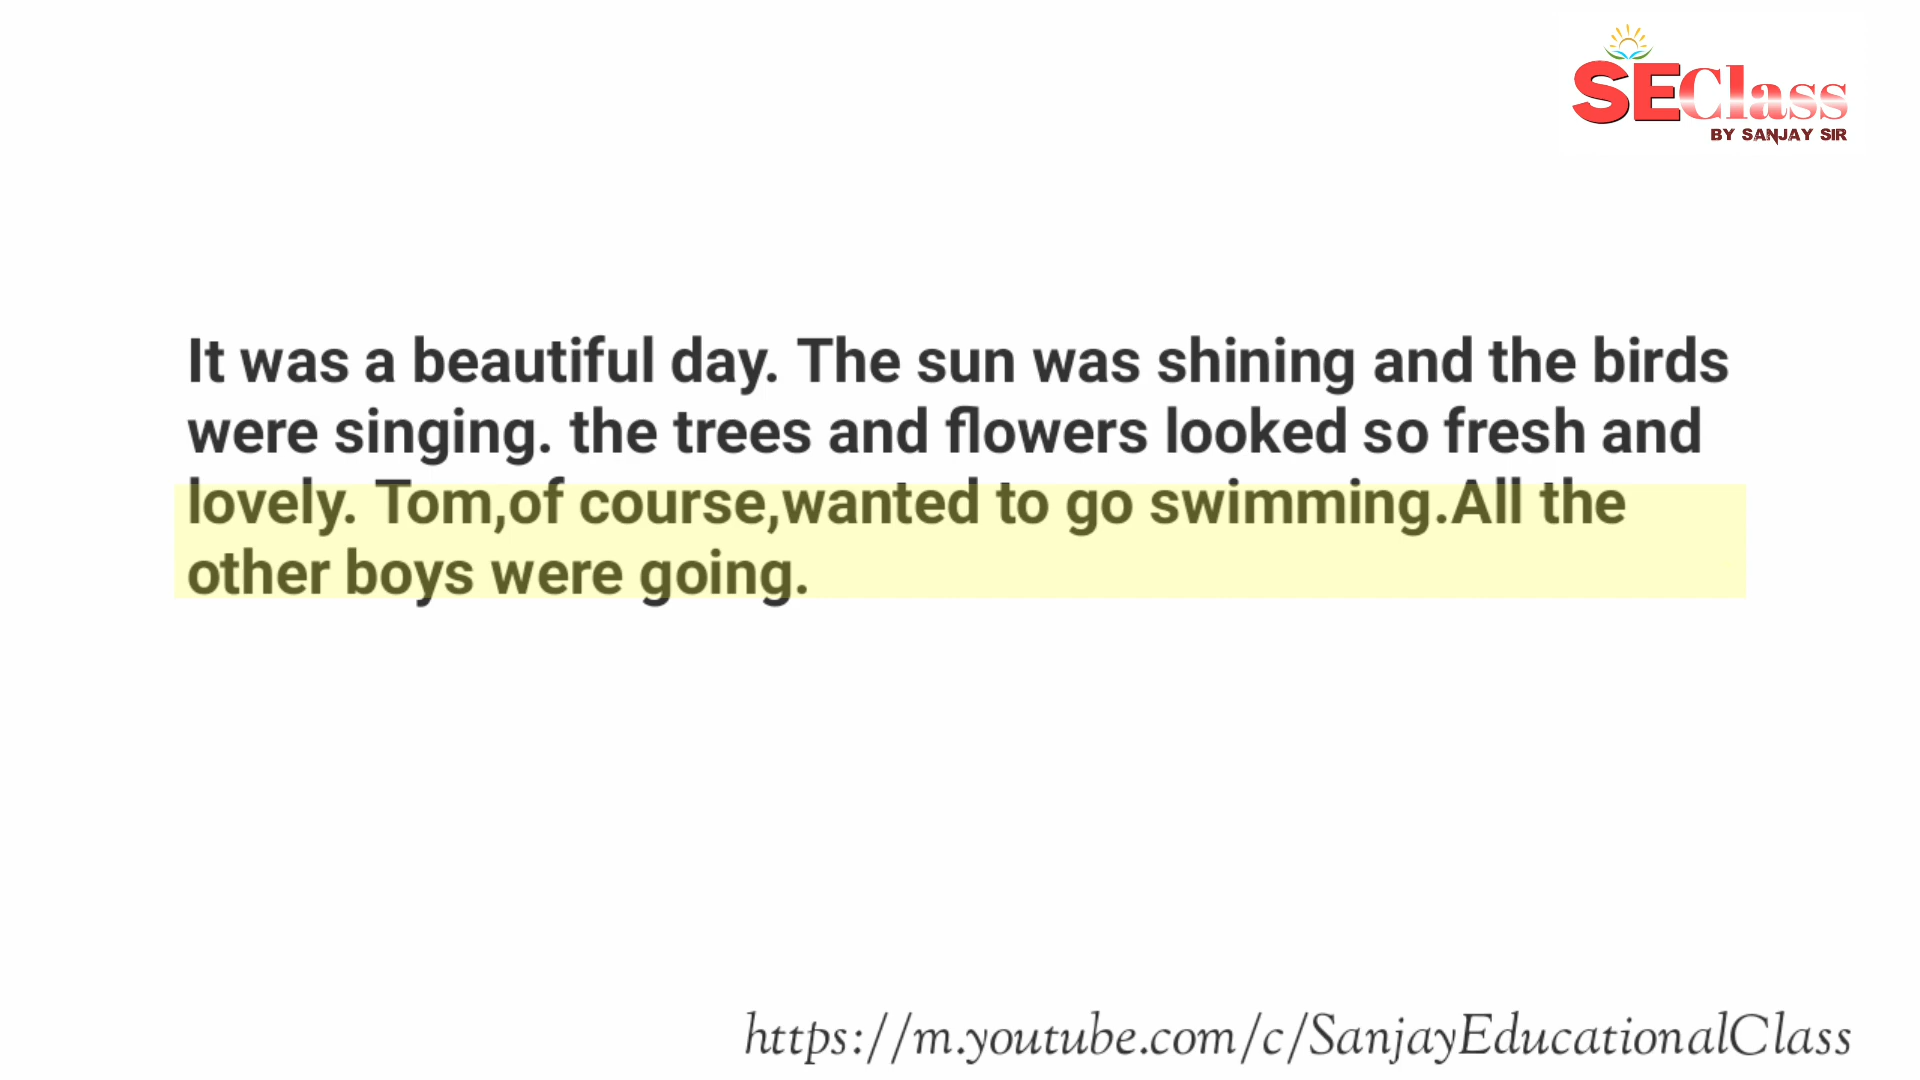 SEClass
BY SANJAY SIR
It was a beautiful day. The sun was shining and the birds
were singing. the trees and flowers looked so fresh and
lovely. Tom,of course,wanted to go swimming.All the
other boys were going.
https://m.youtube.com/c/SanjayEducationalClass